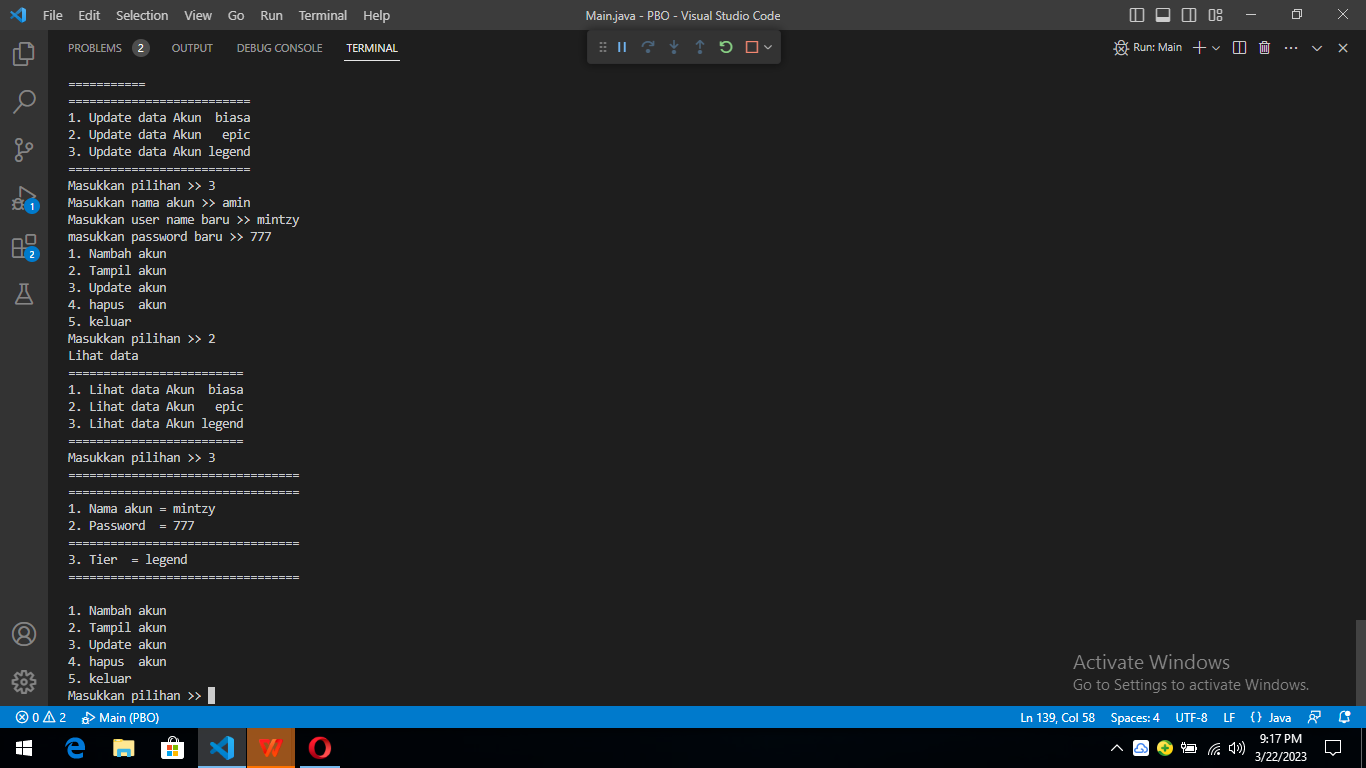 File Edit Selection View Go Run Terminal Help Main.java - PBO - Visual Studio Code
PROBLEMS 2 OUTPUT DEBUG CONSOLE TERMINAL Run: Main
===========
==========================
1. Update data Akun  biasa
2. Update data Akun   epic
3. Update data Akun legend
==========================
Masukkan pilihan >> 3
Masukkan nama akun >> amin
Masukkan user name baru >> mintzy
masukkan password baru >> 777
1. Nambah akun
2. Tampil akun
3. Update akun
4. hapus  akun
5. keluar
Masukkan pilihan >> 2
Lihat data
=========================
1. Lihat data Akun  biasa
2. Lihat data Akun   epic
3. Lihat data Akun legend
=========================
Masukkan pilihan >> 3
=================================
=================================
1. Nama akun = mintzy
2. Password  = 777
=================================
3. Tier  = legend
=================================
1. Nambah akun
2. Tampil akun
3. Update akun
4. hapus  akun
5. keluar
Masukkan pilihan >>
1
2
Activate Windows
Go to Settings to activate Windows.
0 2 Main (PBO) Ln 139, Col 58 Spaces: 4 UTF-8 LF {} Java
9:17 PM
3/22/2023